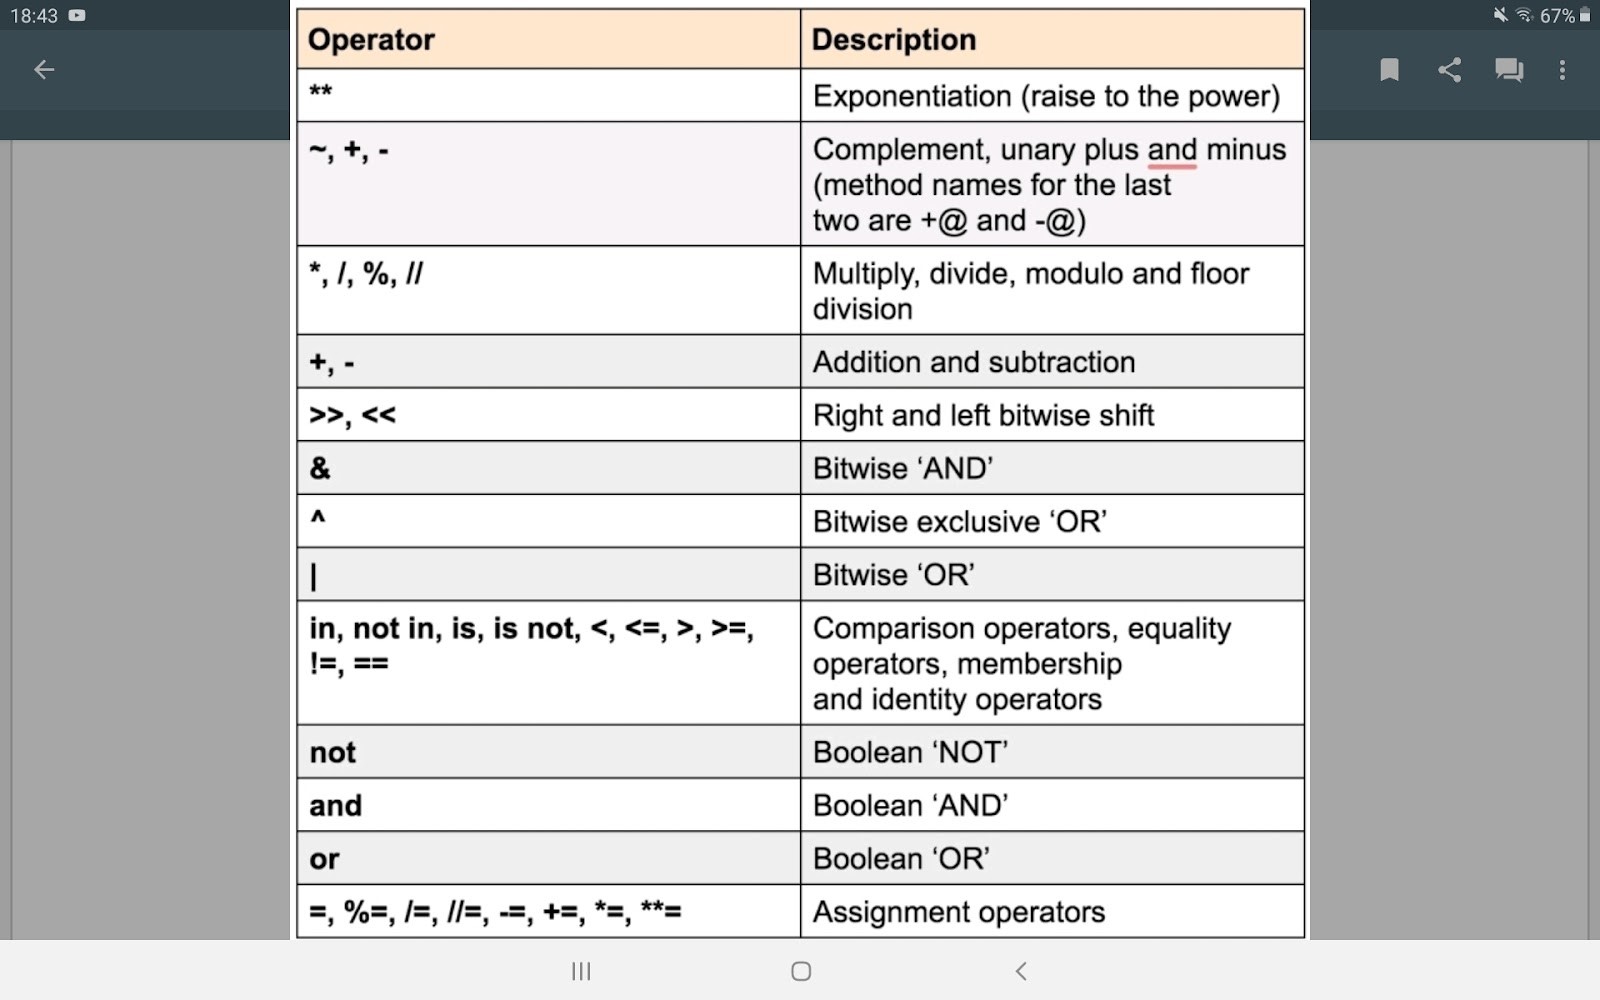 18:43
67%
Operator
Description
**
Exponentiation (raise to the power)
~, +, -
Complement, unary plus and minus
(method names for the last
two are +@ and -@)
*, /, %, //
Multiply, divide, modulo and floor
division
+, -
Addition and subtraction
>>, <<
Right and left bitwise shift
&
Bitwise ‘AND’
^
Bitwise exclusive ‘OR’
|
Bitwise ‘OR’
in, not in, is, is not, <, <=, >, >=,
!=, ==
Comparison operators, equality
operators, membership
and identity operators
not
Boolean ‘NOT’
and
Boolean ‘AND’
or
Boolean ‘OR’
=, %=, /=, //=, -=, +=, *=, **=
Assignment operators